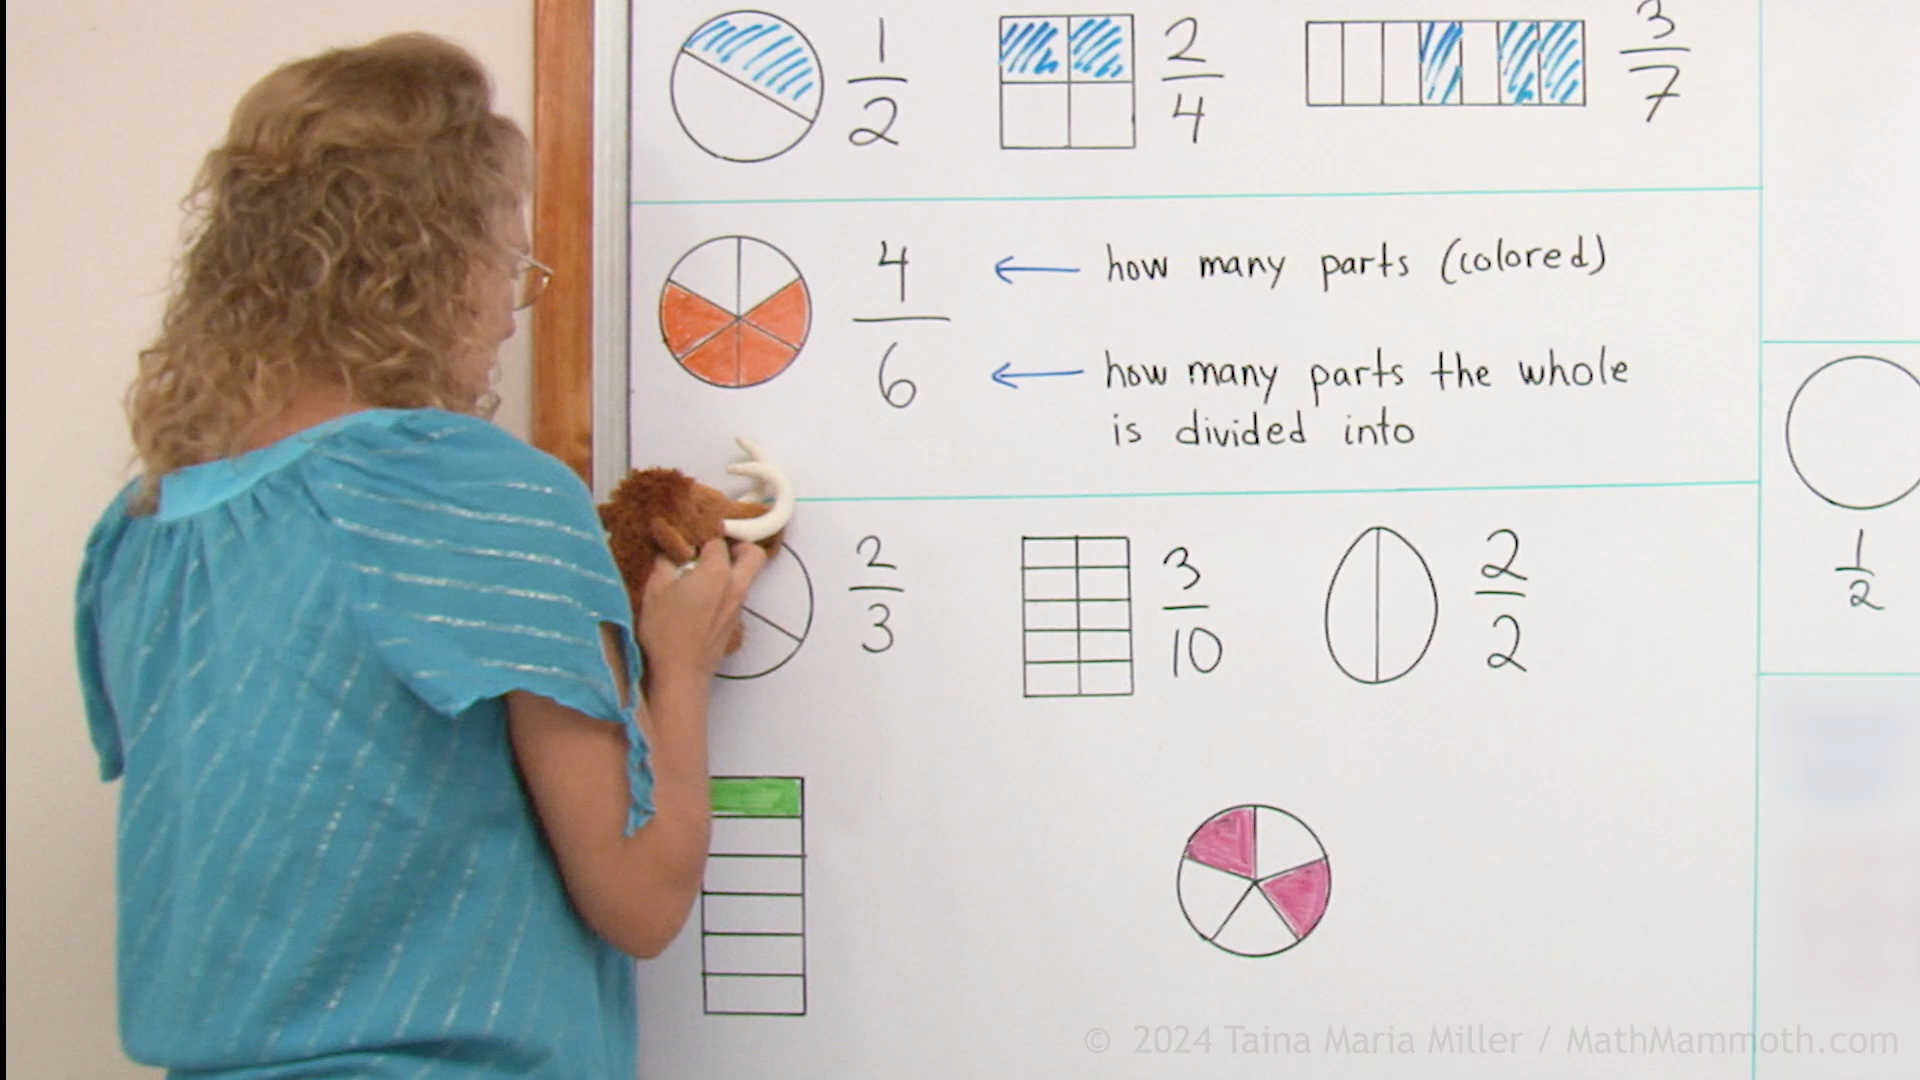 1/2
2/4
3/7
4/6
← how many parts (colored)
← how many parts the whole
is divided into
2/3
3/10
2/2
1/2
© 2024 Taina Maria Miller / MathMammoth.com